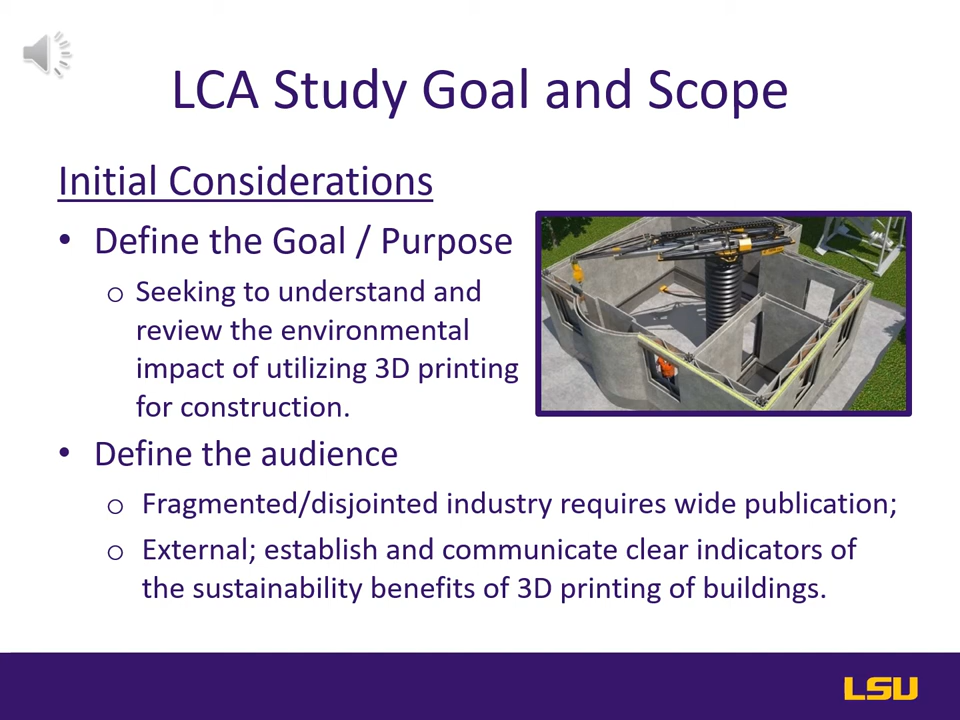 LCA Study Goal and Scope
Initial Considerations
• Define the Goal / Purpose
o Seeking to understand and
review the environmental
impact of utilizing 3D printing
for construction.
• Define the audience
o Fragmented/disjointed industry requires wide publication;
o External; establish and communicate clear indicators of
the sustainability benefits of 3D printing of buildings.
LSU